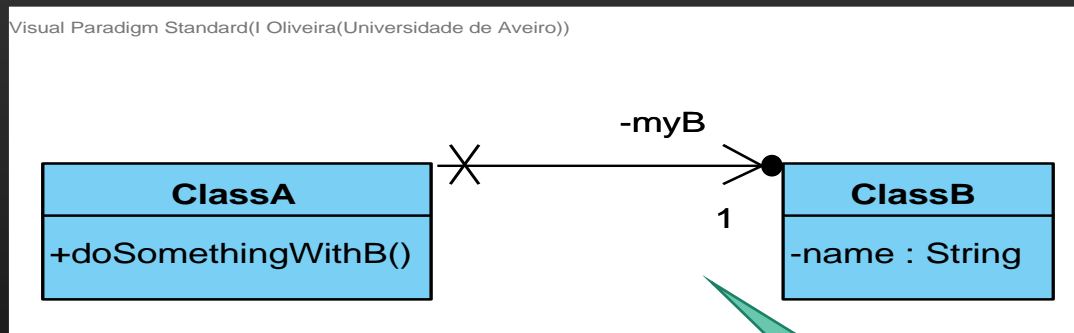 Visual Paradigm Standard(I Oliveira(Universidade de Aveiro))
-myB
ClassA
ClassB
1
+doSomethingWithB()
-name : String